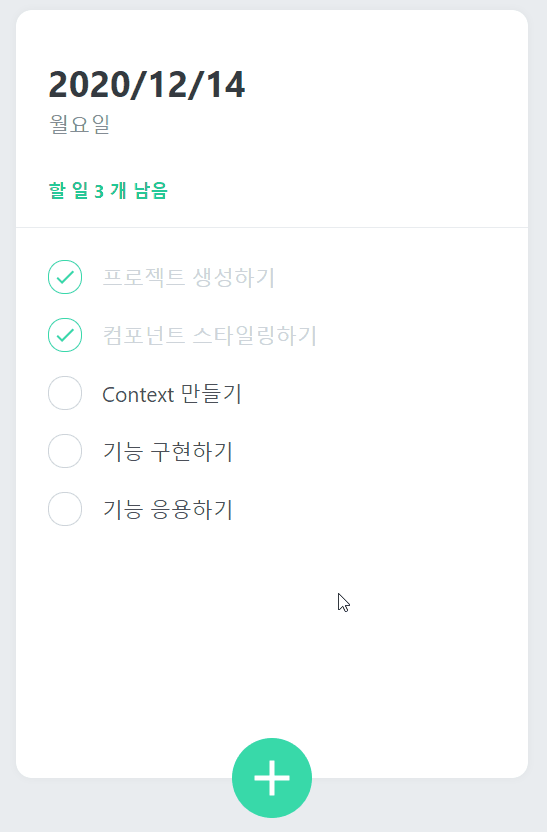 2020/12/14
월요일
할 일 3 개 남음
프로젝트 생성하기
컴포넌트 스타일링하기
Context 만들기
기능 구현하기
기능 응용하기